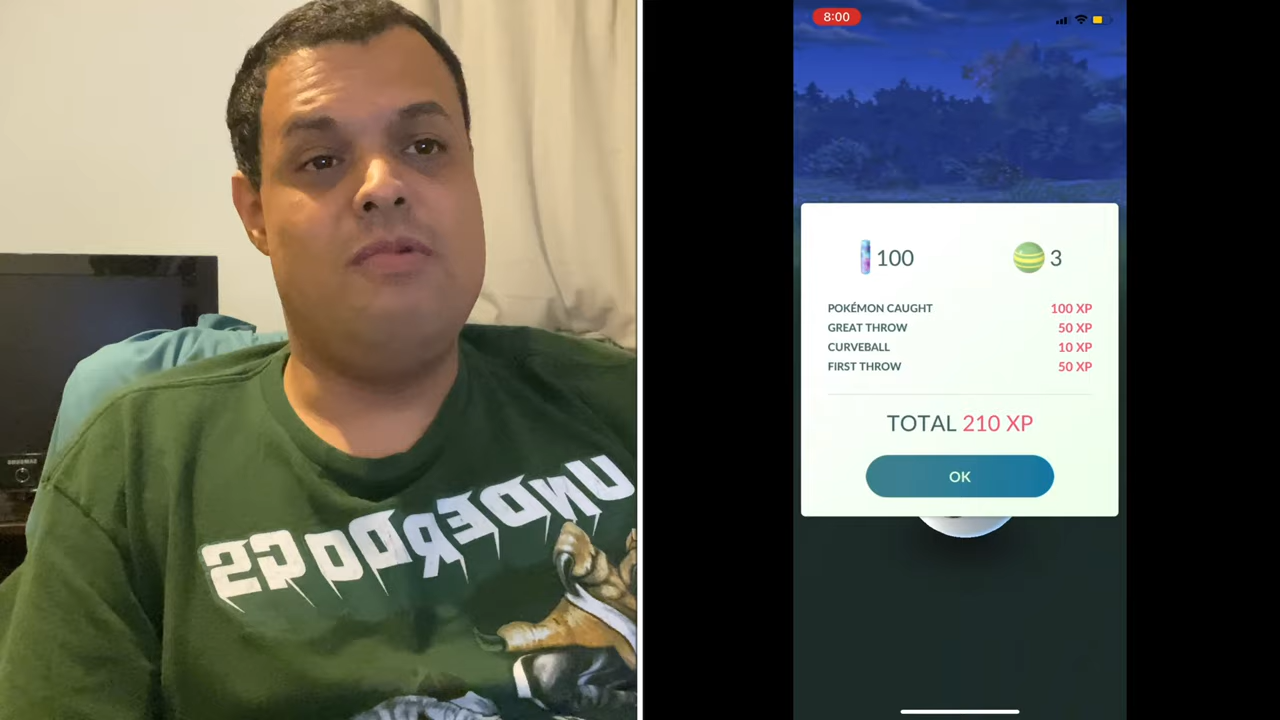 UNDERDOGS
8:00
100
3
POKÉMON CAUGHT 100 XP
GREAT THROW 50 XP
CURVEBALL 10 XP
FIRST THROW 50 XP
TOTAL 210 XP
OK